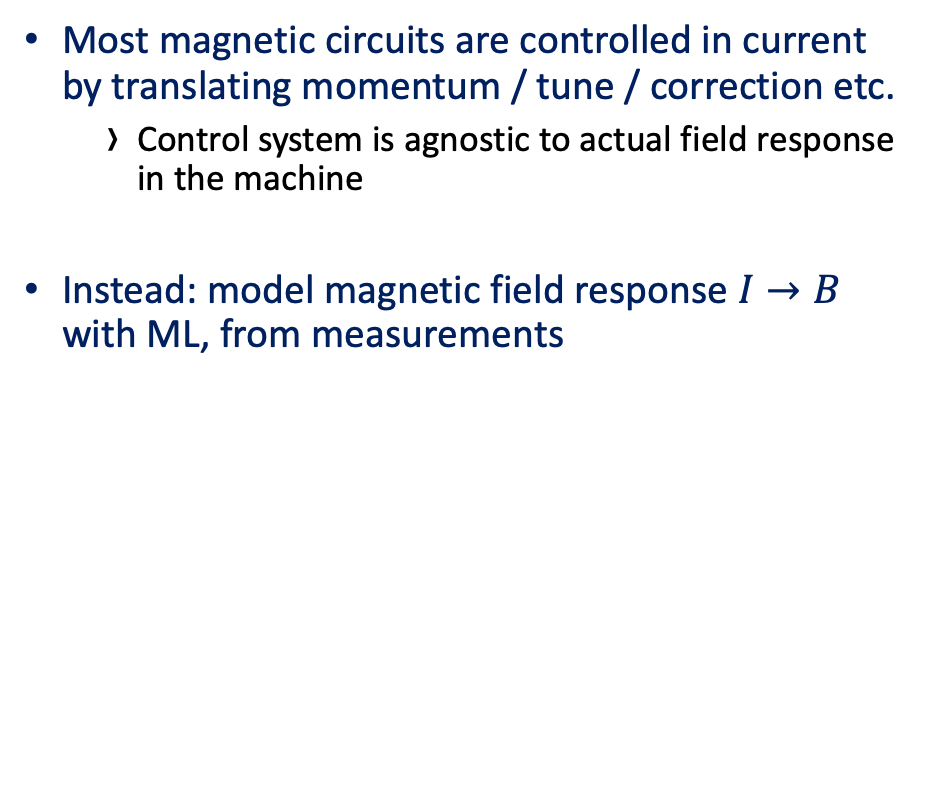 • Most magnetic circuits are controlled in current
by translating momentum / tune / correction etc.
› Control system is agnostic to actual field response
in the machine
• Instead: model magnetic field response I → B
with ML, from measurements